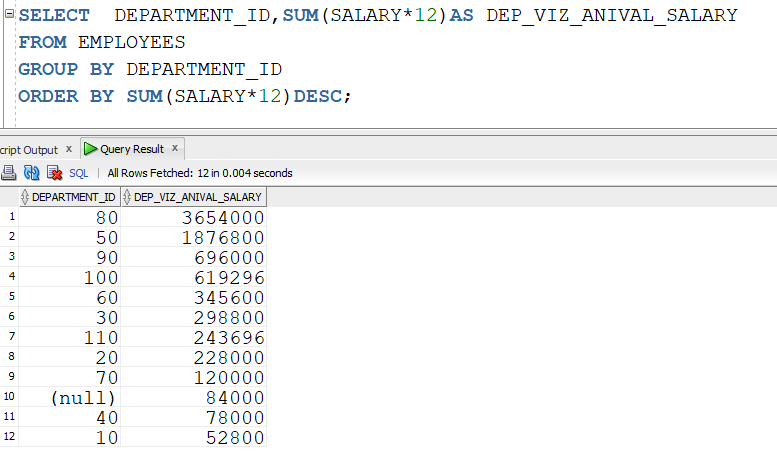 SELECT  DEPARTMENT_ID,SUM(SALARY*12)AS DEP_VIZ_ANIVAL_SALARY
FROM EMPLOYEES
GROUP BY DEPARTMENT_ID
ORDER BY SUM(SALARY*12)DESC;
cript Output x Query Result x
SQL | All Rows Fetched: 12 in 0.004 seconds
DEPARTMENT_ID DEP_VIZ_ANIVAL_SALARY
1 80 3654000
2 50 1876800
3 90 696000
4 100 619296
5 60 345600
6 30 298800
7 110 243696
8 20 228000
9 70 120000
10 (null) 84000
11 40 78000
12 10 52800